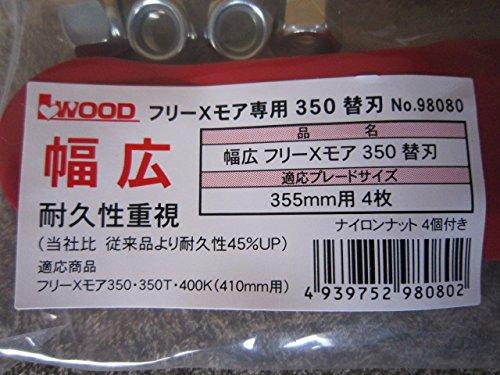 WOOD フリーXモア専用 350 替刃 No.98080
幅広
耐久性重視
(当社比 従来品より耐久性45%UP)
適応商品
フリーXモア350・350T・400K(410mm用)
品 名
幅広 フリーXモア 350 替刃
適応ブレードサイズ
355mm用 4枚
ナイロンナット 4個付き
4 939752 980802